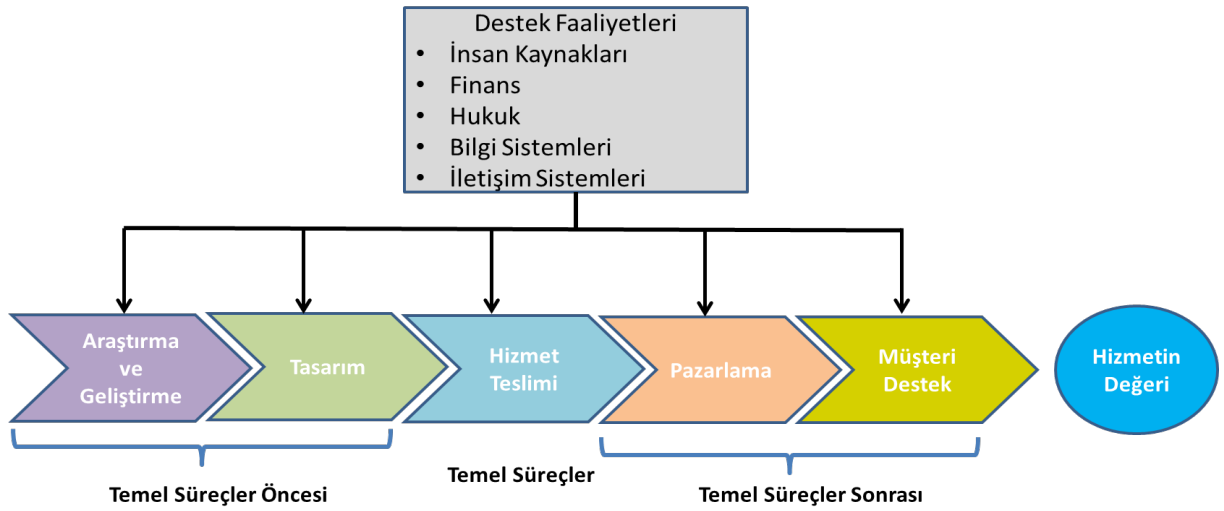 Destek Faaliyetleri
• İnsan Kaynakları
• Finans
• Hukuk
• Bilgi Sistemleri
• İletişim Sistemleri
Araştırma
ve
Geliştirme
Tasarım
Hizmet
Teslimi
Pazarlama
Müşteri
Destek
Hizmetin
Değeri
Temel Süreçler Öncesi
Temel Süreçler
Temel Süreçler Sonrası